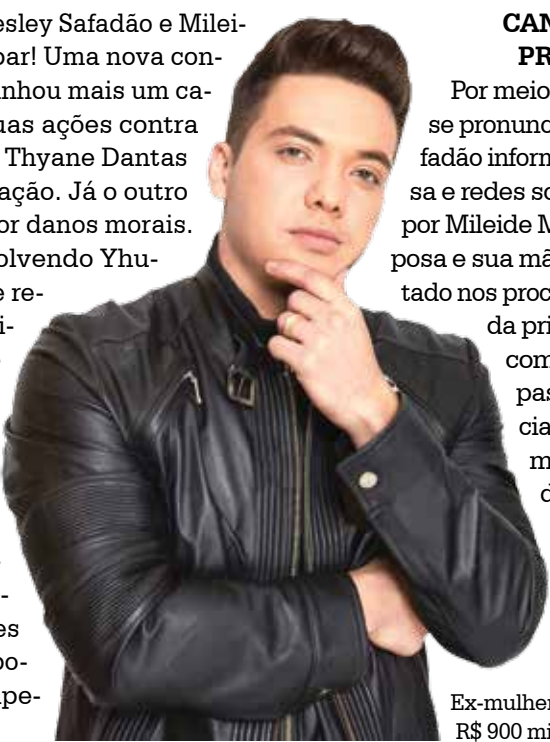 esley Safadão e Milei-
par! Uma nova con-
nhou mais um ca-
uas ações contra
Thyane Dantas
ação. Já o outro
or danos morais.
olvendo Yhu-
e re-
i-
-
es
oo-
pe-
CAN
PR
Por meio
se pronunc
fadão inform
sa e redes so
por Mileide M
posa e sua mã
tado nos proc
da pri
com
pas
cia
m
d
Ex-mulher
R$ 900 mi